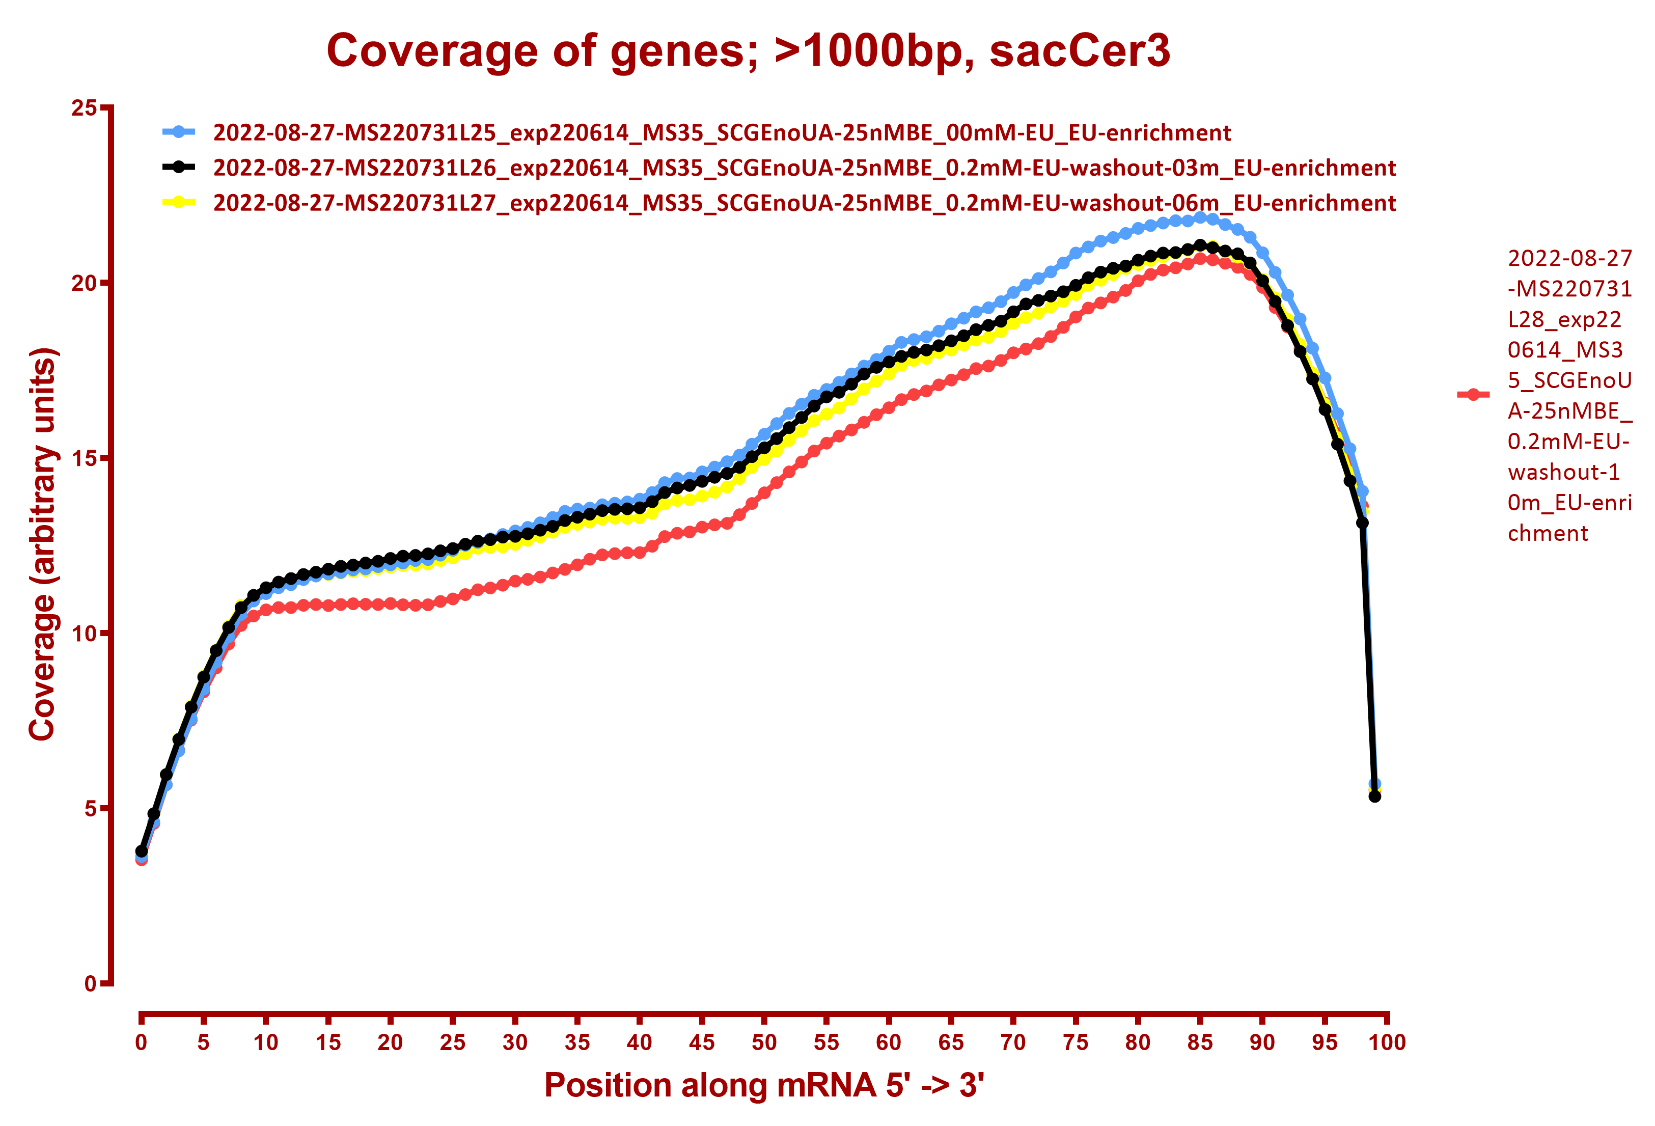 Coverage of genes; >1000bp, sacCer3
25
20
15
10
5
0
Coverage (arbitrary units)
2022-08-27-MS220731L25_exp220614_MS35_SCGEnoUA-25nMBE_00mM-EU_EU-enrichment
2022-08-27-MS220731L26_exp220614_MS35_SCGEnoUA-25nMBE_0.2mM-EU-washout-03m_EU-enrichment
2022-08-27-MS220731L27_exp220614_MS35_SCGEnoUA-25nMBE_0.2mM-EU-washout-06m_EU-enrichment
2022-08-27
-MS220731
L28_exp22
0614_MS3
5_SCGEnoU
A-25nMBE_
0.2mM-EU-
washout-1
0m_EU-enri
chment
0 5 10 15 20 25 30 35 40 45 50 55 60 65 70 75 80 85 90 95 100
Position along mRNA 5' -> 3'